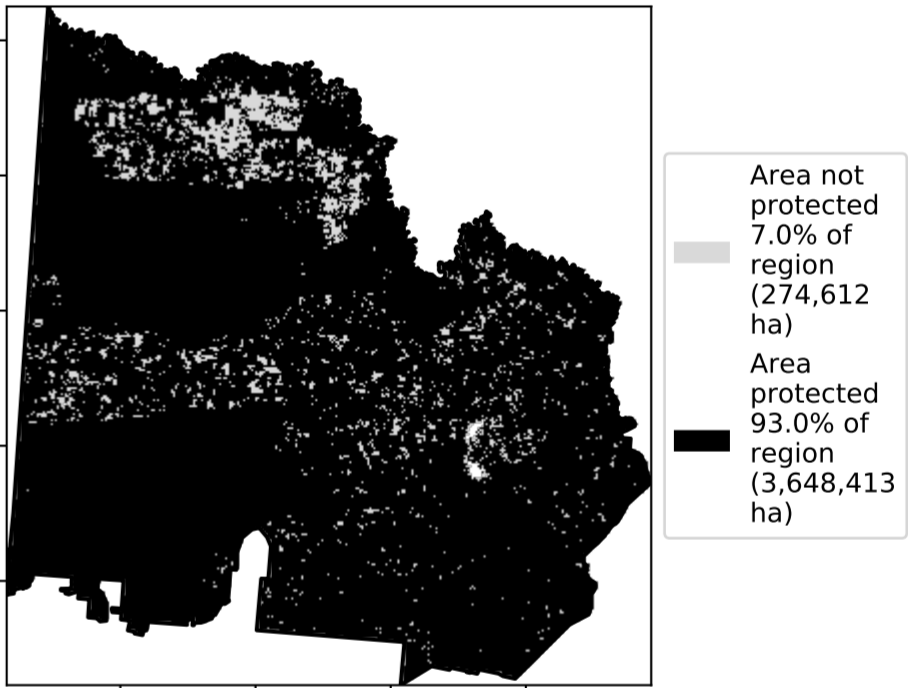 Area not
protected
7.0% of
region
(274,612
ha)
Area
protected
93.0% of
region
(3,648,413
ha)